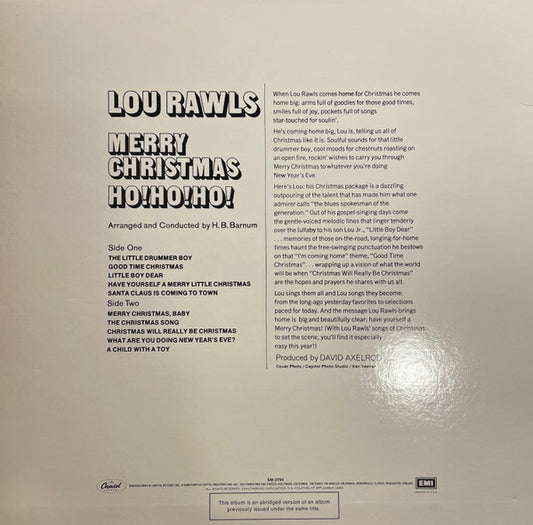 LOU RAWLS
MERRY
CHRISTMAS
HO!HO!HO!
Arranged and Conducted by H. B. Barnum
Side One
THE LITTLE DRUMMER BOY
GOOD TIME CHRISTMAS
LITTLE BOY DEAR
HAVE YOURSELF A MERRY LITTLE CHRISTMAS
SANTA CLAUS IS COMING TO TOWN
Side Two
MERRY CHRISTMAS, BABY
THE CHRISTMAS SONG
CHRISTMAS WILL REALLY BE CHRISTMAS
WHAT ARE YOU DOING NEW YEAR'S EVE?
A CHILD WITH A TOY
When Lou Rawls comes home for Christmas he comes
home big: arms full of goodies for those good times,
smiles full of joy, pockets full of songs
star-touched for soulin'.
He's coming home big, Lou is, telling us all of
Christmas like it is. Soulful sounds for that little
drummer boy, cool moods for chestnuts roasting on
an open fire, rockin' wishes to carry you through
Merry Christmas to whatever you're doing
New Year's Eve.
Here's Lou: his Christmas package is a dazzling
outpouring of the talent that has made him what one
admirer calls "the blues spokesman of the
generation." Out of his gospel-singing days come
the gentle-voiced melodic lines that linger tenderly
over the lullaby to his son Lou Jr., "Little Boy Dear"
. . . memories of those on-the-road, longing-for-home
times haunt the free-swinging punctuation he bestows
on that "I'm coming home" theme, "Good Time
Christmas" . . . wrapping up a vision of what the world
will be when "Christmas Will Really Be Christmas"
are the hopes and prayers he shares with us all.
Lou sings them all and Lou songs they become:
from the long-ago yesterday favorites to selections
paced for today. And the message Lou Rawls brings
home is big and beautifully clear: have yourself a
Merry Christmas! (With Lou Rawls' songs of Christmas
to set the scene, you'll find it especially
easy this year!)
Produced by DAVID AXELROD
Cover Photo / Capitol Photo Studio / Ken Veeder
Capitol
SM-2790
EMI
This album is an abridged version of an album
previously issued under the same title.